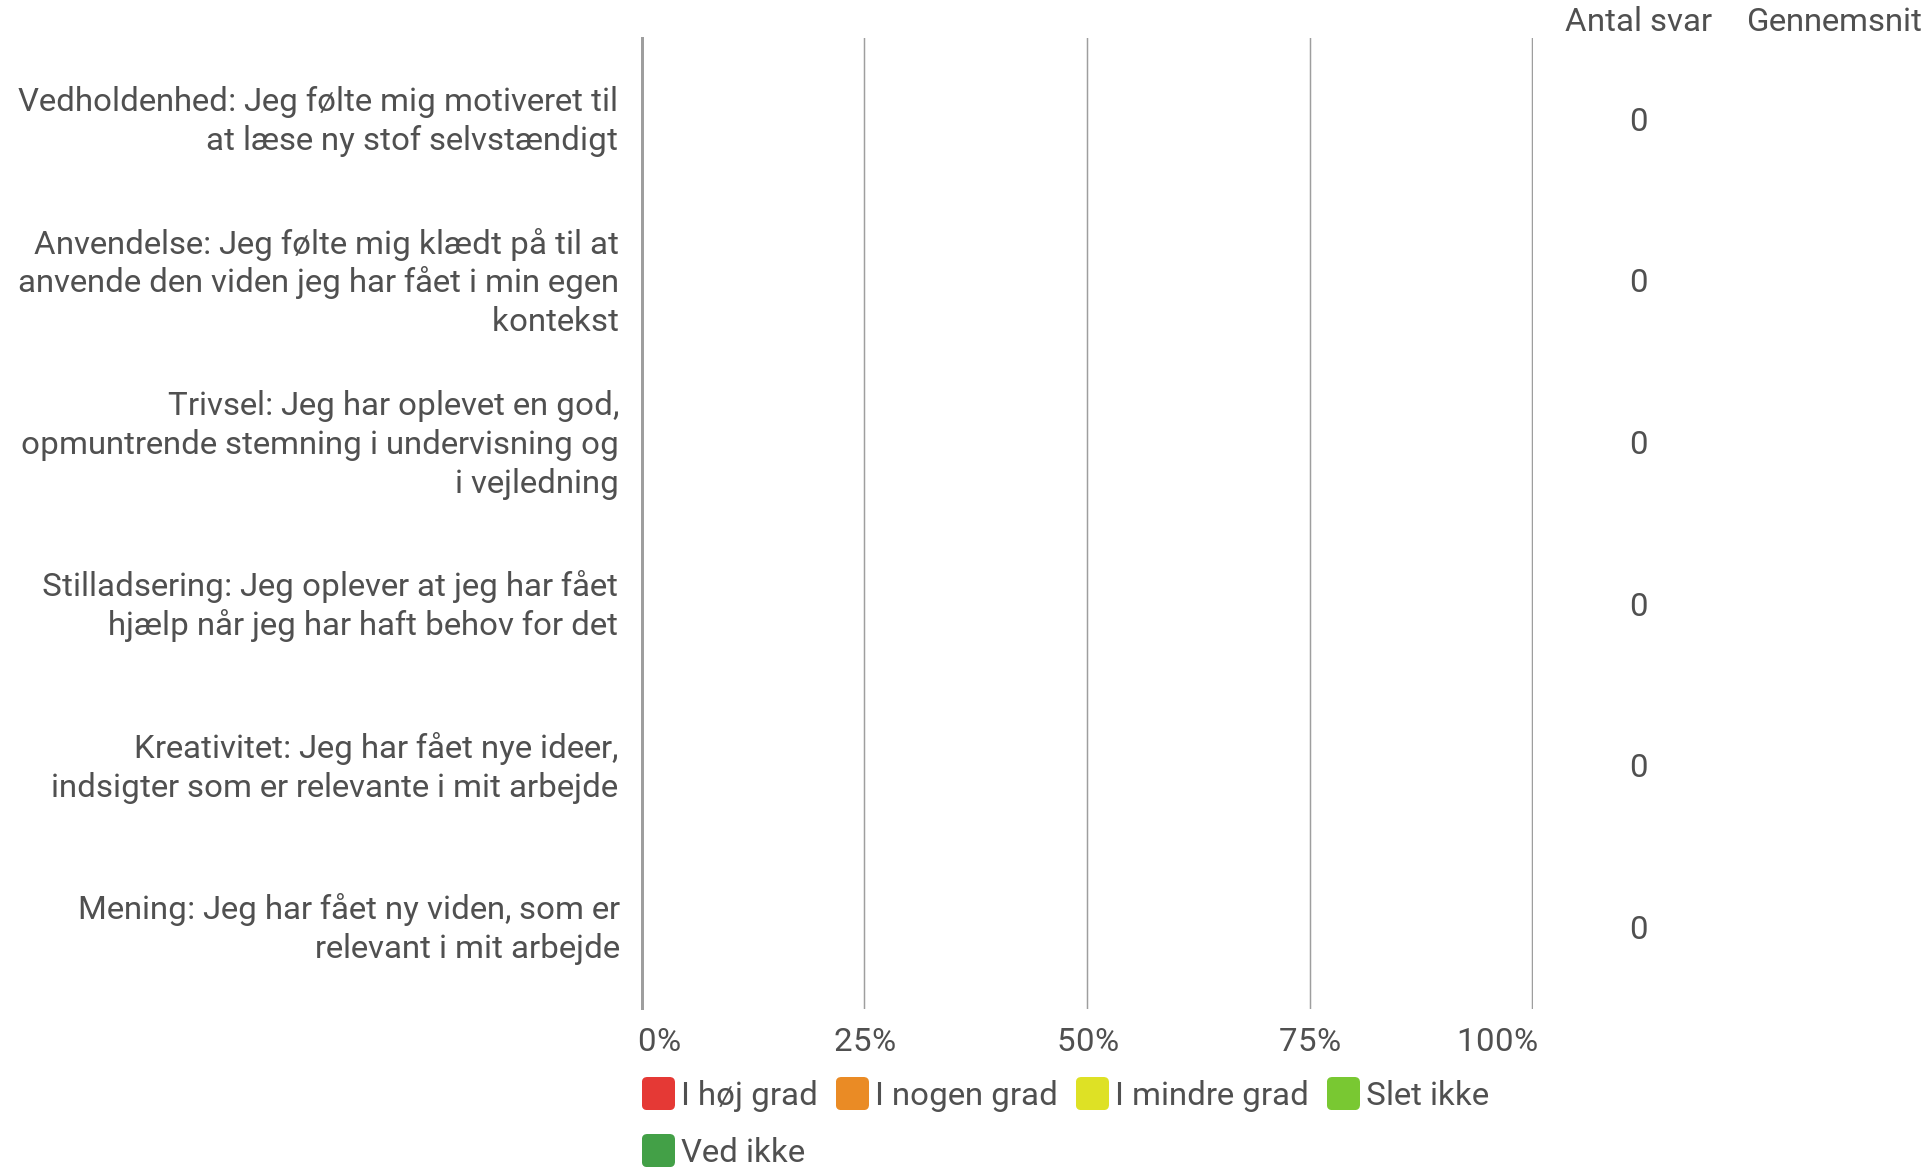 Antal svar Gennemsnit
Vedholdenhed: Jeg følte mig motiveret til
at læse ny stof selvstændigt
0
Anvendelse: Jeg følte mig klædt på til at
anvende den viden jeg har fået i min egen
kontekst
0
Trivsel: Jeg har oplevet en god,
opmuntrende stemning i undervisning og
i vejledning
0
Stilladsering: Jeg oplever at jeg har fået
hjælp når jeg har haft behov for det
0
Kreativitet: Jeg har fået nye ideer,
indsigter som er relevante i mit arbejde
0
Mening: Jeg har fået ny viden, som er
relevant i mit arbejde
0
0% 25% 50% 75% 100%
I høj grad I nogen grad I mindre grad Slet ikke
Ved ikke